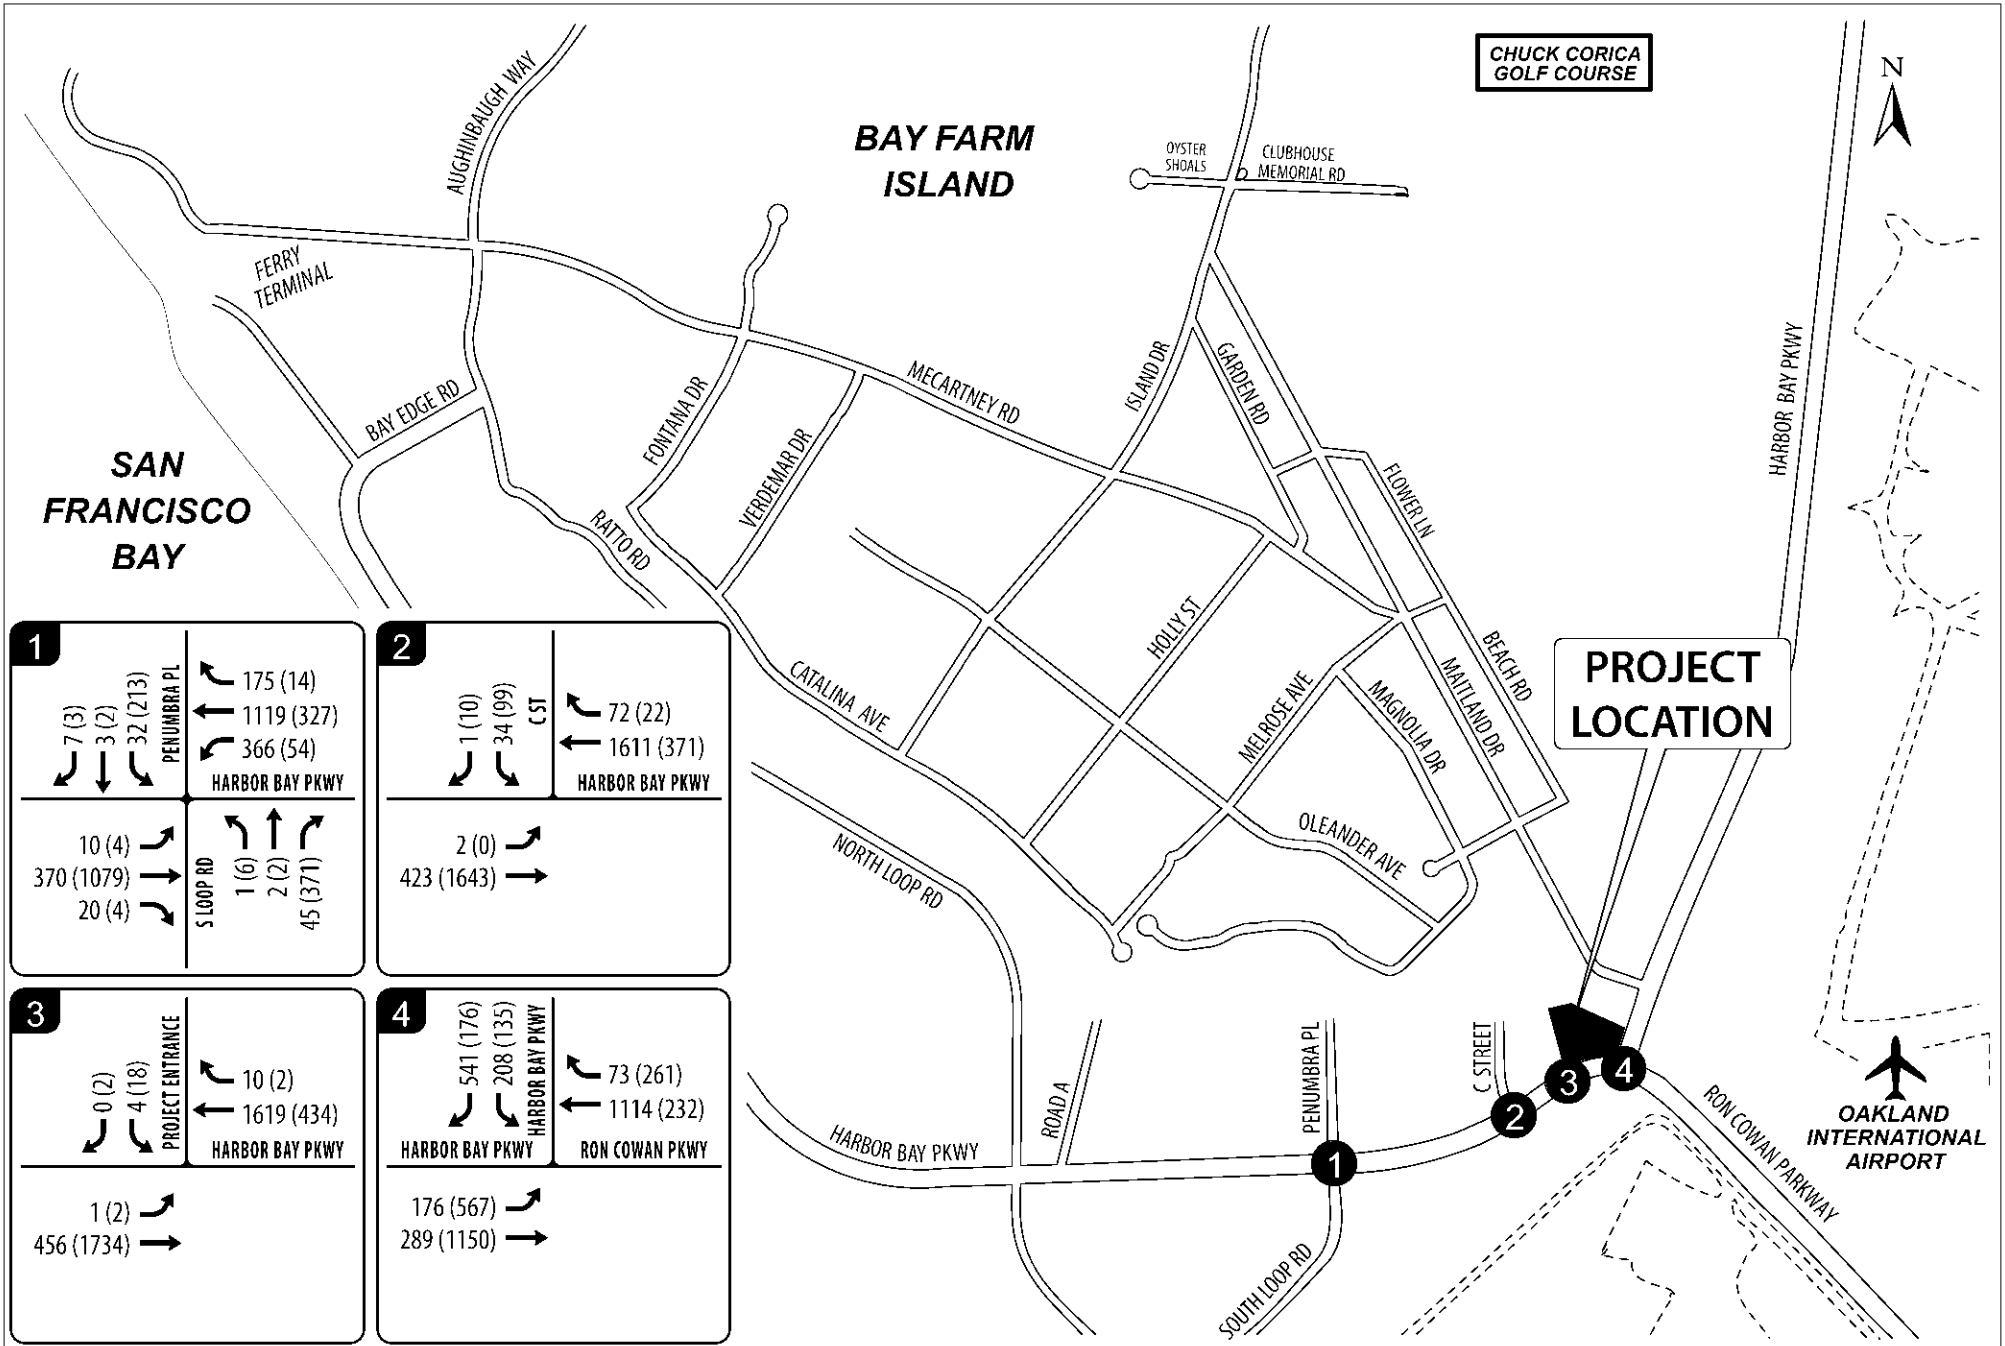 CHUCK CORICA
GOLF COURSE
N
AUGHINBAUGH WAY
BAY FARM
ISLAND
OYSTER
SHOALS
CLUBHOUSE
MEMORIAL RD
FERRY
TERMINAL
HARBOR BAY PKWY
ISLAND DR
GARDEN RD
MECARTNEY RD
FONTANA DR
BAY EDGE RD
VERDEMAR DR
FLOWER LN
SAN
FRANCISCO
BAY
RATTO RD
HOLLY ST
BEACH RD
MAITLAND DR
MAGNOLIA DR
MELROSE AVE
CATALINA AVE
PROJECT
LOCATION
OLEANDER AVE
NORTH LOOP RD
HARBOR BAY PKWY
ROAD A
PENUMBRA PL
C STREET
1
2
3
4
RON COWAN PARKWAY
SOUTH LOOP RD
OAKLAND
INTERNATIONAL
AIRPORT
1
7 (3)
3 (2)
32 (213)
PENUMBRA PL
175 (14)
1119 (327)
366 (54)
HARBOR BAY PKWY
10 (4)
370 (1079)
20 (4)
S LOOP RD
1 (6)
2 (2)
45 (371)
2
1 (10)
34 (99)
C ST
72 (22)
1611 (371)
HARBOR BAY PKWY
2 (0)
423 (1643)
3
0 (2)
4 (18)
PROJECT ENTRANCE
10 (2)
1619 (434)
HARBOR BAY PKWY
1 (2)
456 (1734)
4
541 (176)
208 (135)
HARBOR BAY PKWY
73 (261)
1114 (232)
HARBOR BAY PKWY
RON COWAN PKWY
176 (567)
289 (1150)